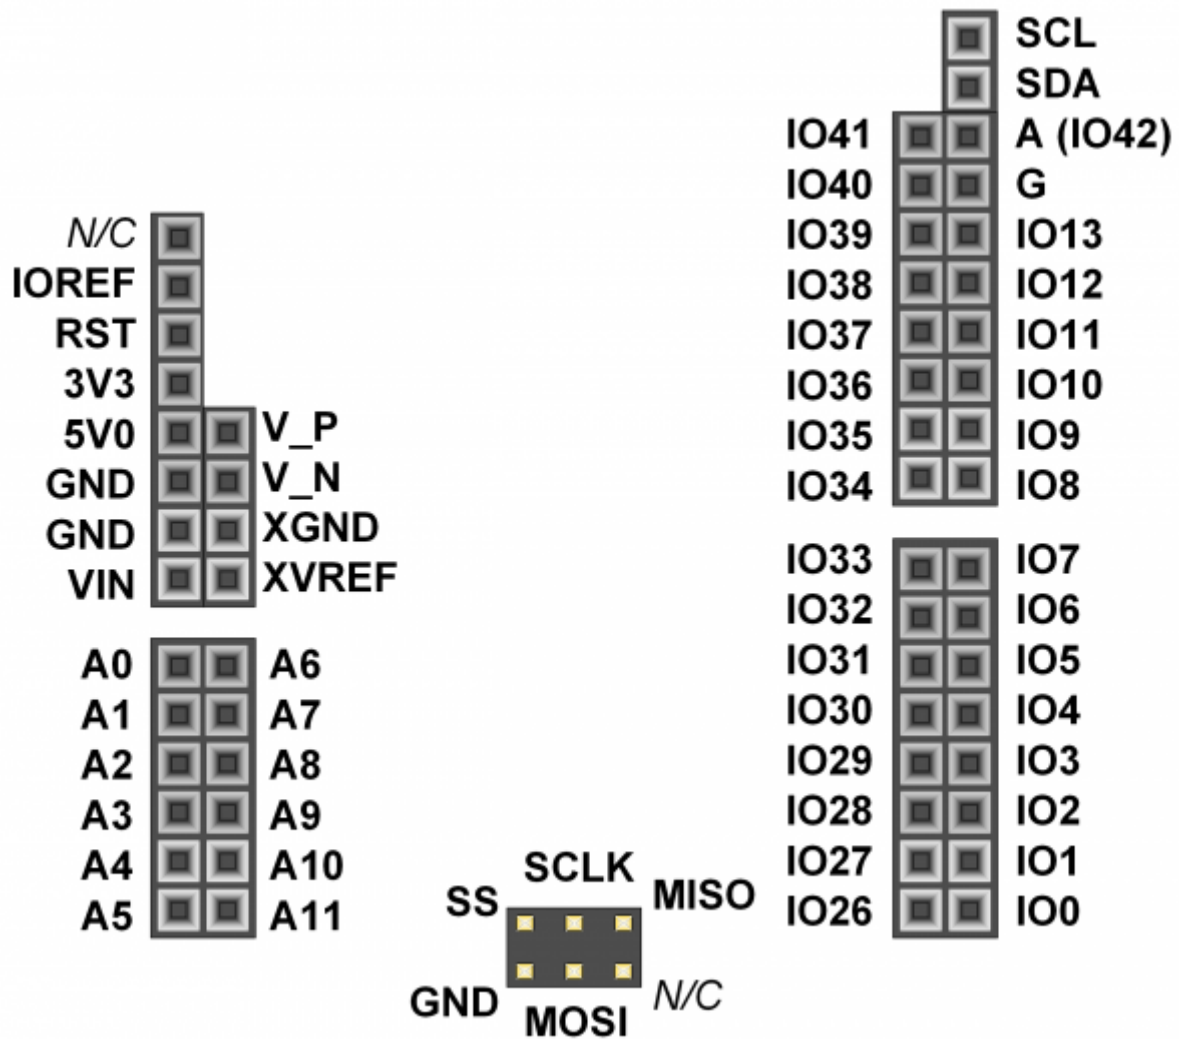 SCL
SDA
IO41 A (IO42)
IO40 G
IO39 IO13
IO38 IO12
IO37 IO11
IO36 IO10
IO35 IO9
IO34 IO8
IO33 IO7
IO32 IO6
IO31 IO5
IO30 IO4
IO29 IO3
IO28 IO2
IO27 IO1
IO26 IO0
N/C
IOREF
RST
3V3
5V0 V_P
GND V_N
GND XGND
VIN XVREF
A0 A6
A1 A7
A2 A8
A3 A9
A4 A10
A5 A11
SCLK
SS MISO
GND N/C
MOSI